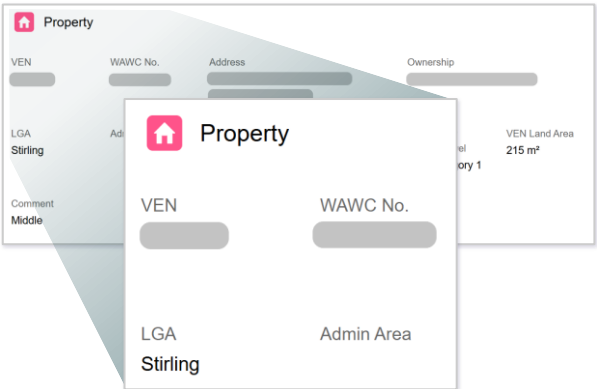 Property
VEN
WAWC No.
Address
Ownership
LGA
Stirling
VEN Land Area
215 m²
Comment
Middle
Property
VEN
WAWC No.
LGA
Admin Area
Stirling